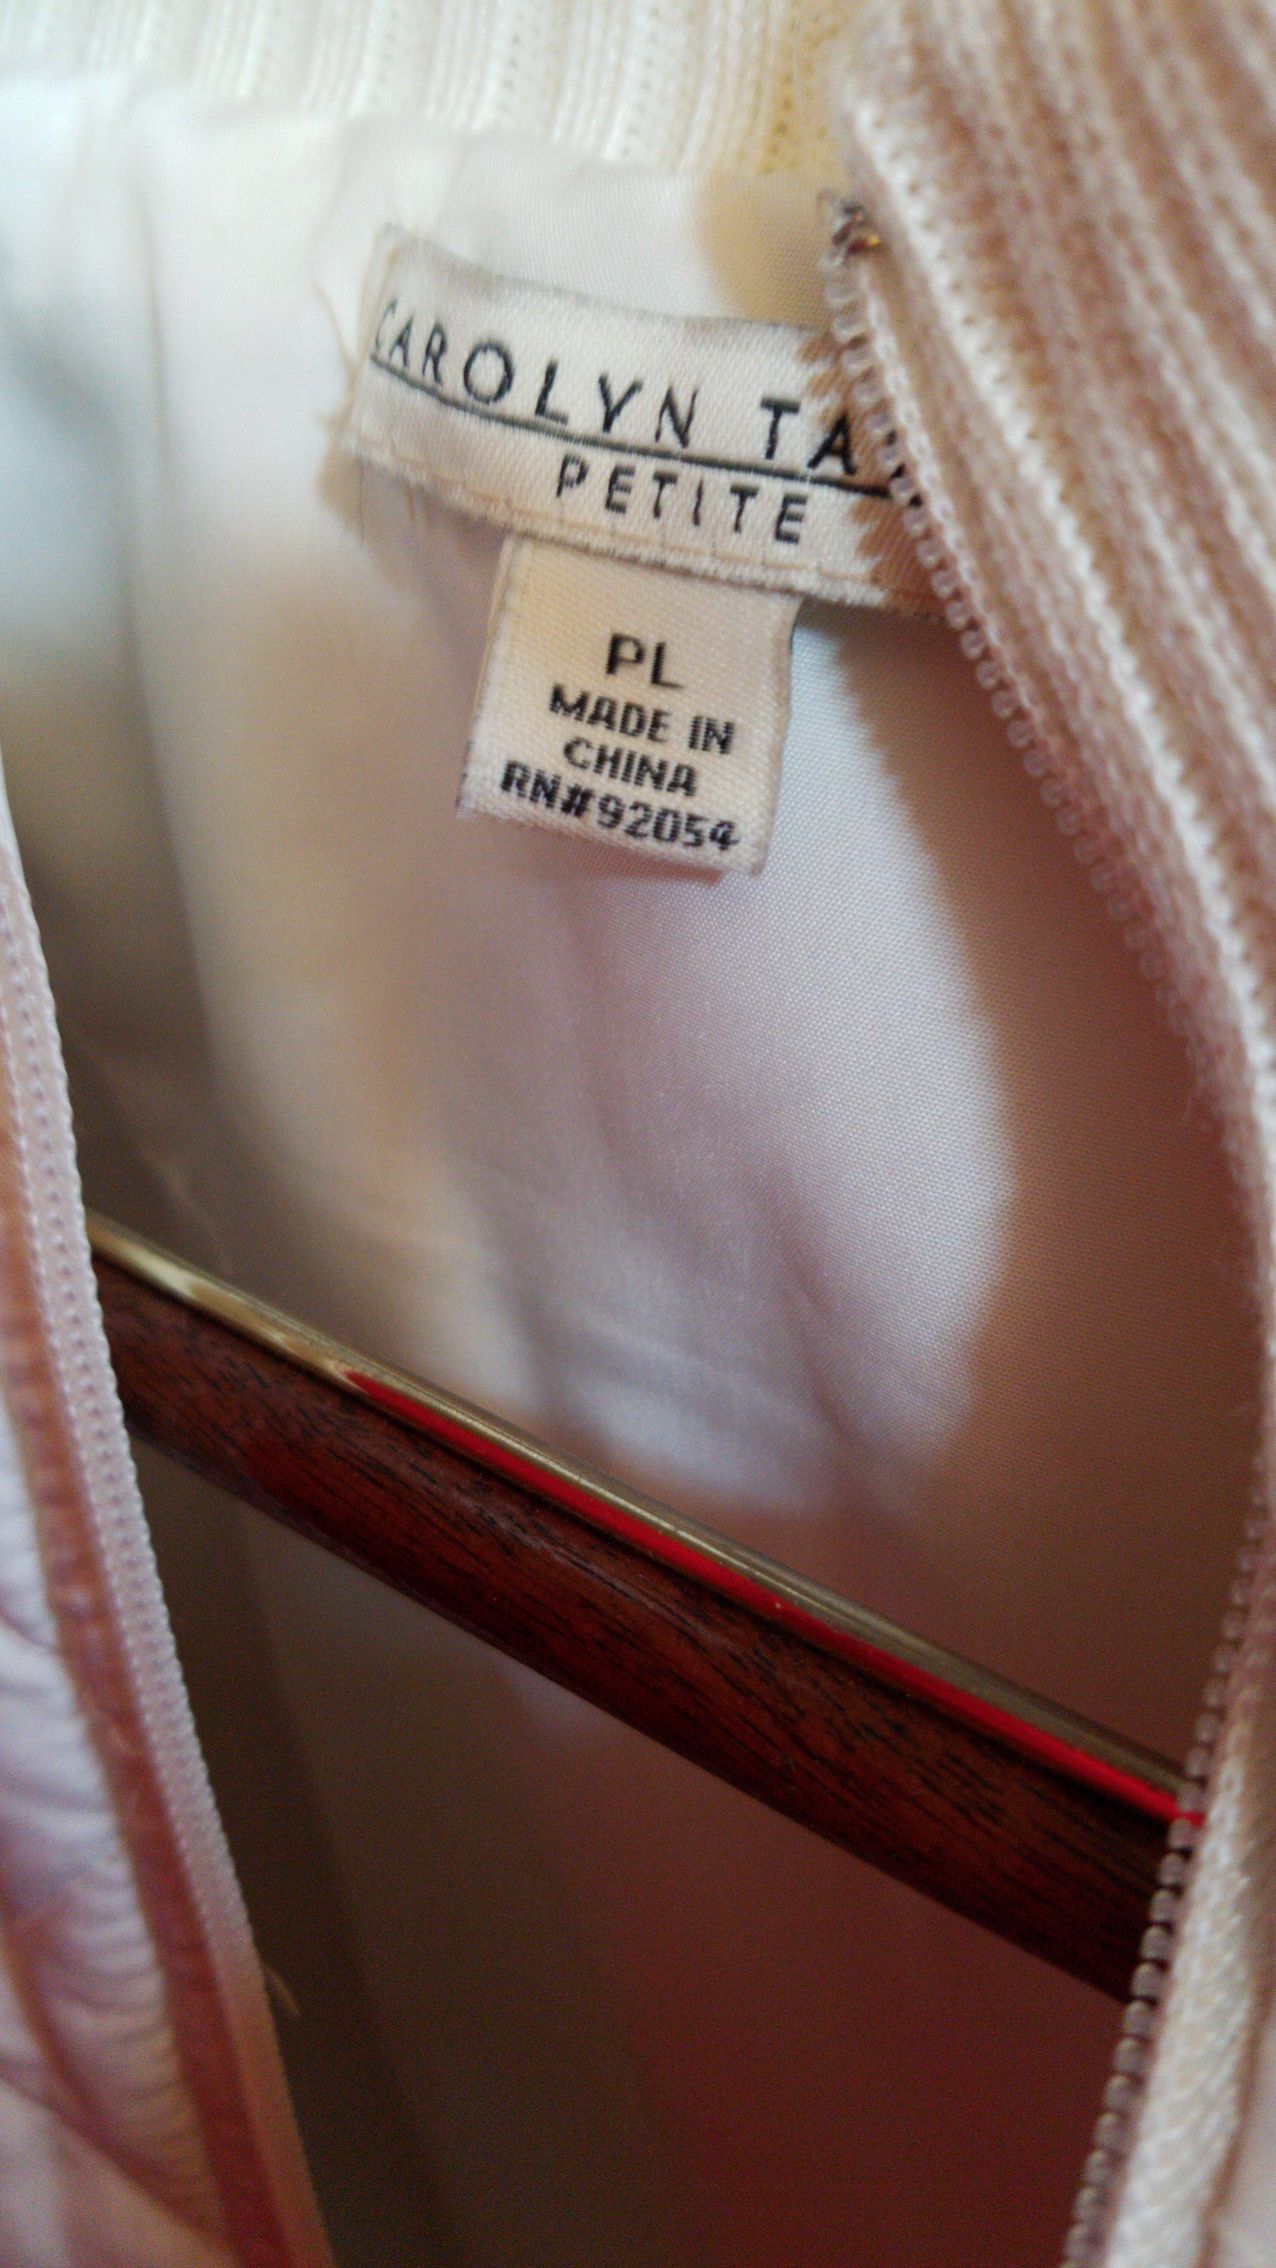 CAROLYN TA
PETITE
PL
MADE IN
CHINA
RN#92054